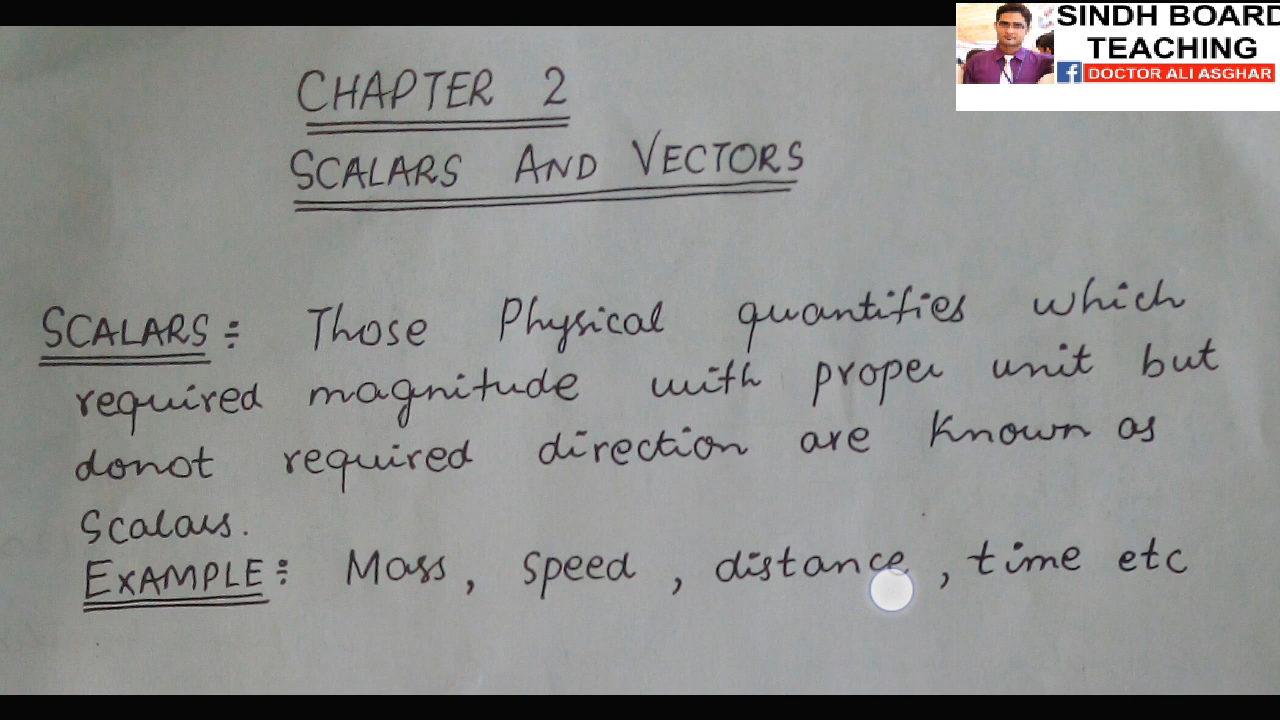 SINDH BOARD
TEACHING
DOCTOR ALI ASGHAR
CHAPTER 2
SCALARS AND VECTORS
SCALARS:- Those Physical quantities which
required magnitude with proper unit but
donot required direction are known as
Scalars.
EXAMPLE:- Mass, speed, distance, time etc